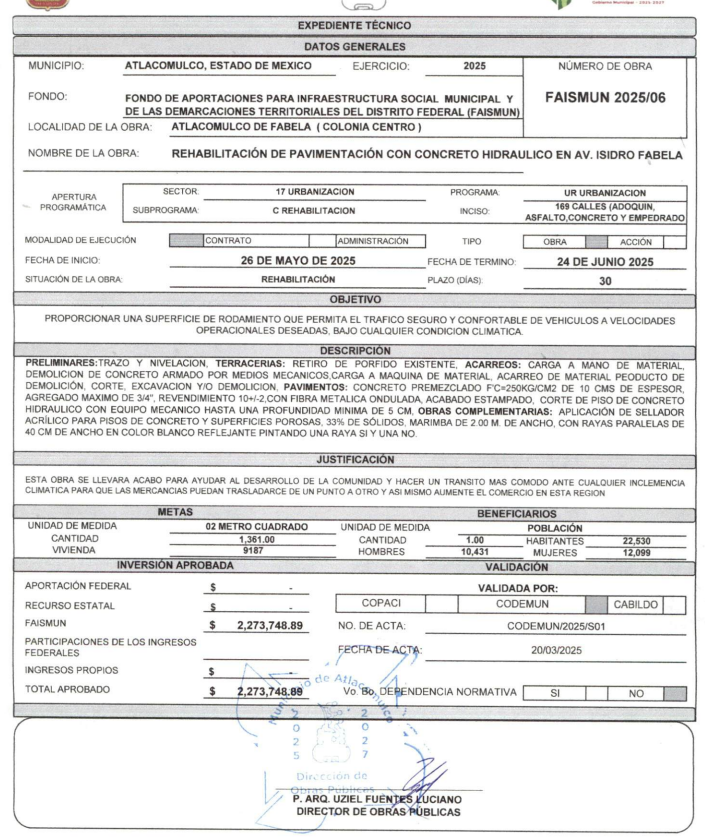 Gobierno Municipal - 2025 2027
EXPEDIENTE TÉCNICO
DATOS GENERALES
MUNICIPIO: ATLACOMULCO, ESTADO DE MEXICO EJERCICIO: 2025 NÚMERO DE OBRA
FONDO: FONDO DE APORTACIONES PARA INFRAESTRUCTURA SOCIAL MUNICIPAL Y DE LAS DEMARCACIONES TERRITORIALES DEL DISTRITO FEDERAL (FAISMUN) FAISMUN 2025/06
LOCALIDAD DE LA OBRA: ATLACOMULCO DE FABELA ( COLONIA CENTRO )
NOMBRE DE LA OBRA: REHABILITACIÓN DE PAVIMENTACIÓN CON CONCRETO HIDRAULICO EN AV. ISIDRO FABELA
APERTURA PROGRAMÁTICA
SECTOR: 17 URBANIZACION PROGRAMA: UR URBANIZACION
SUBPROGRAMA: C REHABILITACION INCISO: 169 CALLES (ADOQUIN, ASFALTO,CONCRETO Y EMPEDRADO
MODALIDAD DE EJECUCIÓN CONTRATO ADMINISTRACIÓN TIPO OBRA ACCIÓN
FECHA DE INICIO: 26 DE MAYO DE 2025 FECHA DE TERMINO: 24 DE JUNIO 2025
SITUACIÓN DE LA OBRA: REHABILITACIÓN PLAZO (DÍAS): 30
OBJETIVO
PROPORCIONAR UNA SUPERFICIE DE RODAMIENTO QUE PERMITA EL TRAFICO SEGURO Y CONFORTABLE DE VEHICULOS A VELOCIDADES
OPERACIONALES DESEADAS, BAJO CUALQUIER CONDICION CLIMATICA.
DESCRIPCIÓN
PRELIMINARES:TRAZO Y NIVELACION, TERRACERIAS: RETIRO DE PORFIDO EXISTENTE, ACARREOS: CARGA A MANO DE MATERIAL,
DEMOLICION DE CONCRETO ARMADO POR MEDIOS MECANICOS,CARGA A MAQUINA DE MATERIAL, ACARREO DE MATERIAL PEODUCTO DE
DEMOLICIÓN, CORTE, EXCAVACION Y/O DEMOLICION, PAVIMENTOS: CONCRETO PREMEZCLADO F'C=250KG/CM2 DE 10 CMS DE ESPESOR,
AGREGADO MAXIMO DE 3/4", REVENDIMIENTO 10+/-2,CON FIBRA METALICA ONDULADA, ACABADO ESTAMPADO, CORTE DE PISO DE CONCRETO
HIDRAULICO CON EQUIPO MECANICO HASTA UNA PROFUNDIDAD MINIMA DE 5 CM, OBRAS COMPLEMENTARIAS: APLICACIÓN DE SELLADOR
ACRÍLICO PARA PISOS DE CONCRETO Y SUPERFICIES POROSAS, 33% DE SÓLIDOS, MARIMBA DE 2.00 M. DE ANCHO, CON RAYAS PARALELAS DE
40 CM DE ANCHO EN COLOR BLANCO REFLEJANTE PINTANDO UNA RAYA SI Y UNA NO.
JUSTIFICACIÓN
ESTA OBRA SE LLEVARA ACABO PARA AYUDAR AL DESARROLLO DE LA COMUNIDAD Y HACER UN TRANSITO MAS COMODO ANTE CUALQUIER INCLEMENCIA
CLIMATICA PARA QUE LAS MERCANCIAS PUEDAN TRASLADARCE DE UN PUNTO A OTRO Y ASI MISMO AUMENTE EL COMERCIO EN ESTA REGION
METAS BENEFICIARIOS
UNIDAD DE MEDIDA 02 METRO CUADRADO UNIDAD DE MEDIDA POBLACIÓN
CANTIDAD 1,361.00 CANTIDAD 1.00 HABITANTES 22,530
VIVIENDA 9187 HOMBRES 10,431 MUJERES 12,099
INVERSIÓN APROBADA VALIDACIÓN
APORTACIÓN FEDERAL $ - VALIDADA POR:
RECURSO ESTATAL $ - COPACI CODEMUN CABILDO
FAISMUN $ 2,273,748.89 NO. DE ACTA: CODEMUN/2025/S01
PARTICIPACIONES DE LOS INGRESOS FEDERALES FECHA DE ACTA: 20/03/2025
INGRESOS PROPIOS $
TOTAL APROBADO $ 2,273,748.89 Vo. Bo. DEPENDENCIA NORMATIVA SI NO
Municipio de Atlacomulco
2025 2027
Dirección de
Obras Públicas
P. ARQ. UZIEL FUENTES LUCIANO
DIRECTOR DE OBRAS PÚBLICAS